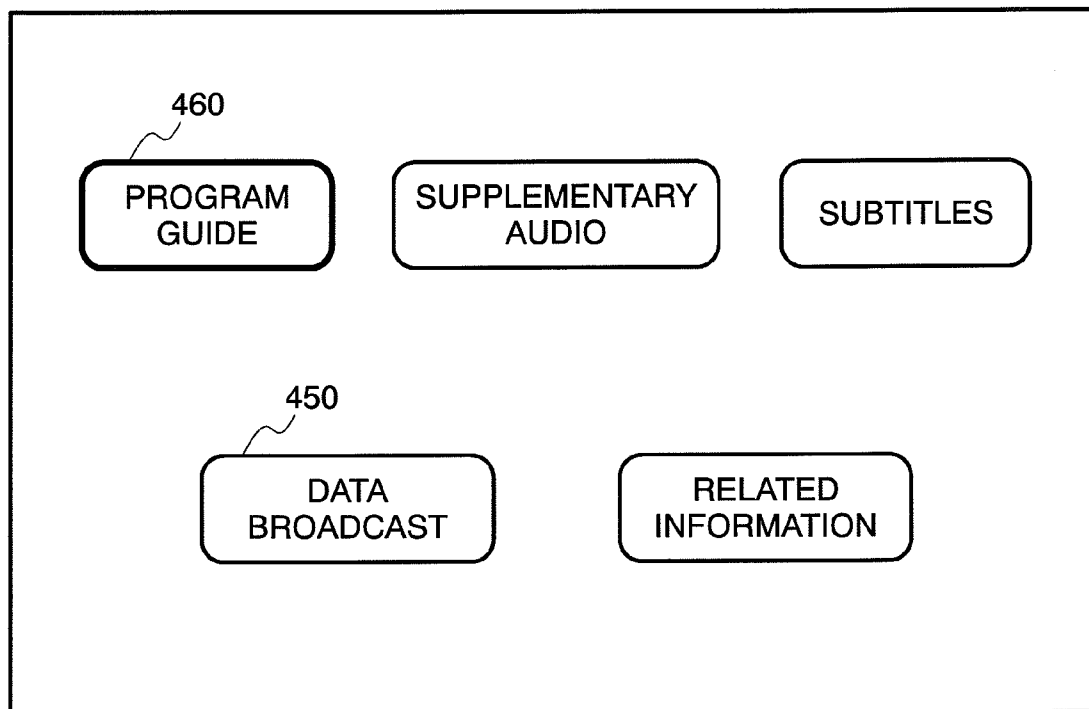 460
PROGRAM
GUIDE
SUPPLEMENTARY
AUDIO
SUBTITLES
450
DATA
BROADCAST
RELATED
INFORMATION